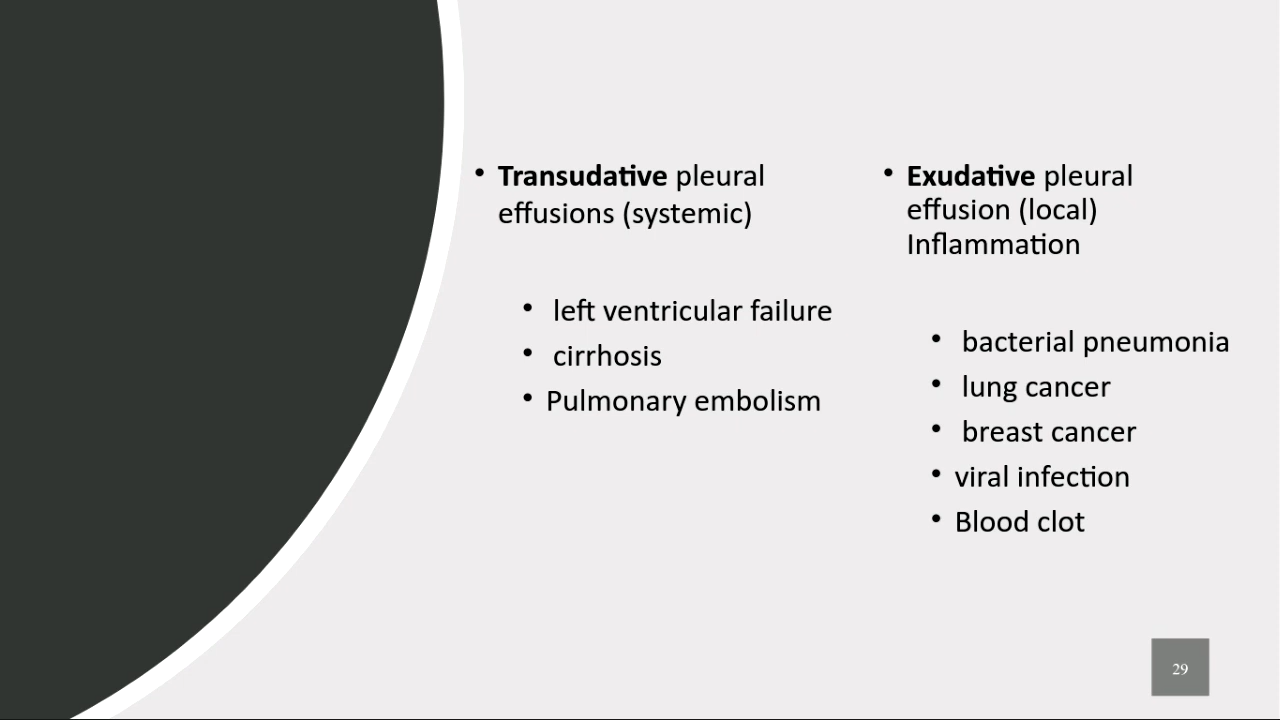 • Transudative pleural
effusions (systemic)
• left ventricular failure
• cirrhosis
• Pulmonary embolism
• Exudative pleural
effusion (local)
Inflammation
• bacterial pneumonia
• lung cancer
• breast cancer
• viral infection
• Blood clot
29